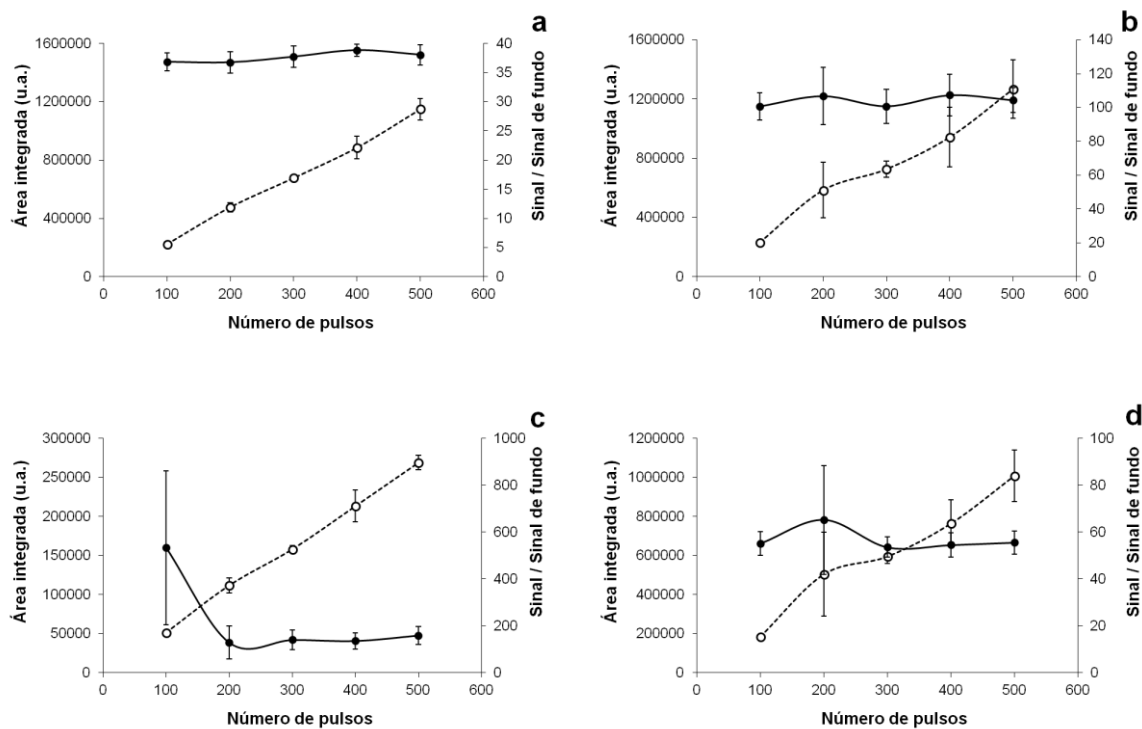 a
1600000
1200000
800000
400000
0
40
35
30
25
20
15
10
5
0
0 100 200 300 400 500 600
Área integrada (u.a.)
Sinal / Sinal de fundo
Número de pulsos
b
1600000
1200000
800000
400000
0
140
120
100
80
60
40
20
0
0 100 200 300 400 500 600
Área integrada (u.a.)
Sinal / Sinal de fundo
Número de pulsos
c
300000
250000
200000
150000
100000
50000
0
1000
800
600
400
200
0
0 100 200 300 400 500 600
Área integrada (u.a.)
Sinal / Sinal de fundo
Número de pulsos
d
1200000
1000000
800000
600000
400000
200000
0
100
80
60
40
20
0
0 100 200 300 400 500 600
Área integrada (u.a.)
Sinal / Sinal de fundo
Número de pulsos